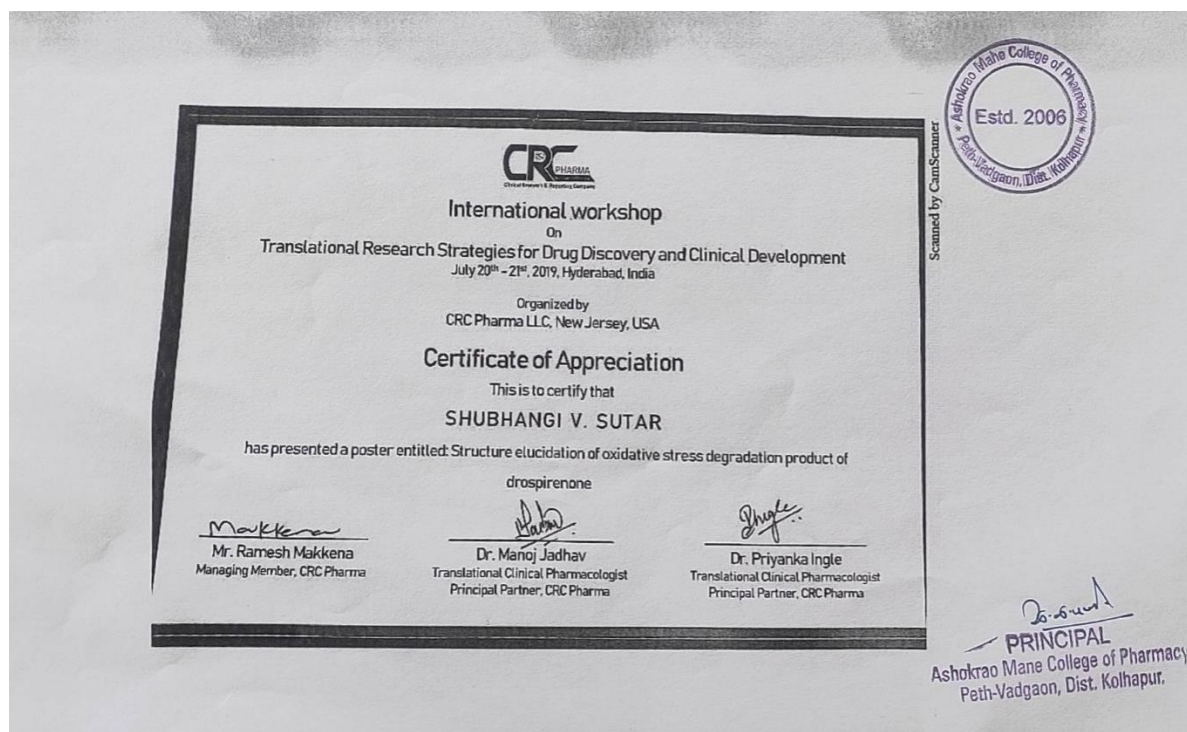 CRC PHARMA
International workshop
On
Translational Research Strategies for Drug Discovery and Clinical Development
July 20th - 21st, 2019, Hyderabad, India
Organized by
CRC Pharma LLC, New Jersey, USA
Certificate of Appreciation
This is to certify that
SHUBHANGI V. SUTAR
has presented a poster entitled: Structure elucidation of oxidative stress degradation product of
drospirenone
Makkena
Mr. Ramesh Makkena
Managing Member, CRC Pharma
Dr. Manoj Jadhav
Translational Clinical Pharmacologist
Principal Partner, CRC Pharma
Dr. Priyanka Ingle
Translational Clinical Pharmacologist
Principal Partner, CRC Pharma
Scanned by CamScanner
Ashokrao Mane College of Pharmacy
Estd. 2006
Peth-Vadgaon, Dist. Kolhapur
PRINCIPAL
Ashokrao Mane College of Pharmacy
Peth-Vadgaon, Dist. Kolhapur.